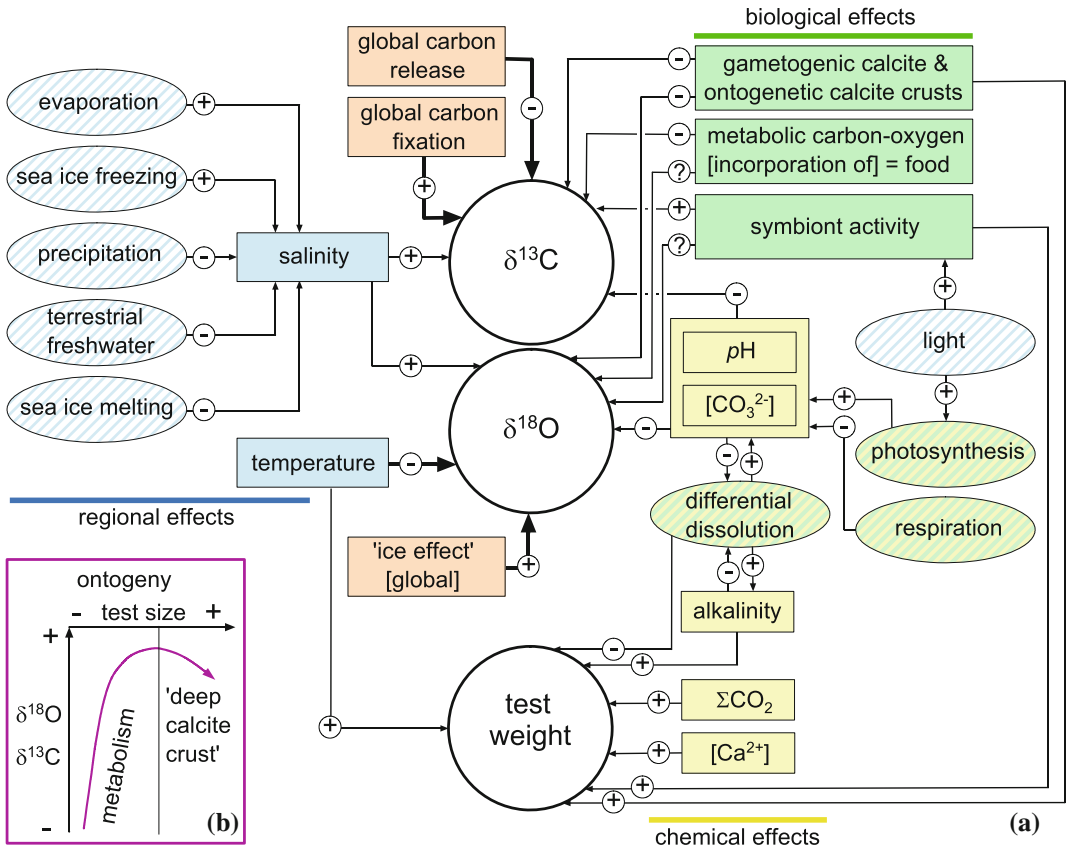 biological effects
global carbon
release
gametogenic calcite &
ontogenetic calcite crusts
-
-
-
evaporation
+
global carbon
fixation
metabolic carbon-oxygen
[incorporation of] = food
-
?
sea ice freezing
+
+
symbiont activity
+
?
precipitation
-
salinity
+
δ¹³C
-
+
terrestrial
freshwater
-
pH
light
+
[CO₃²⁻]
+
+
sea ice melting
-
δ¹⁸O
-
-
photosynthesis
temperature
-
-
+
regional effects
differential
dissolution
respiration
'ice effect'
[global]
+
-
+
alkalinity
-
+
test
weight
+
ΣCO₂
+
[Ca²⁺]
+
+
+
chemical effects
(a)
ontogeny
- test size +
+
δ¹⁸O
δ¹³C
-
metabolism
'deep
calcite
crust'
(b)